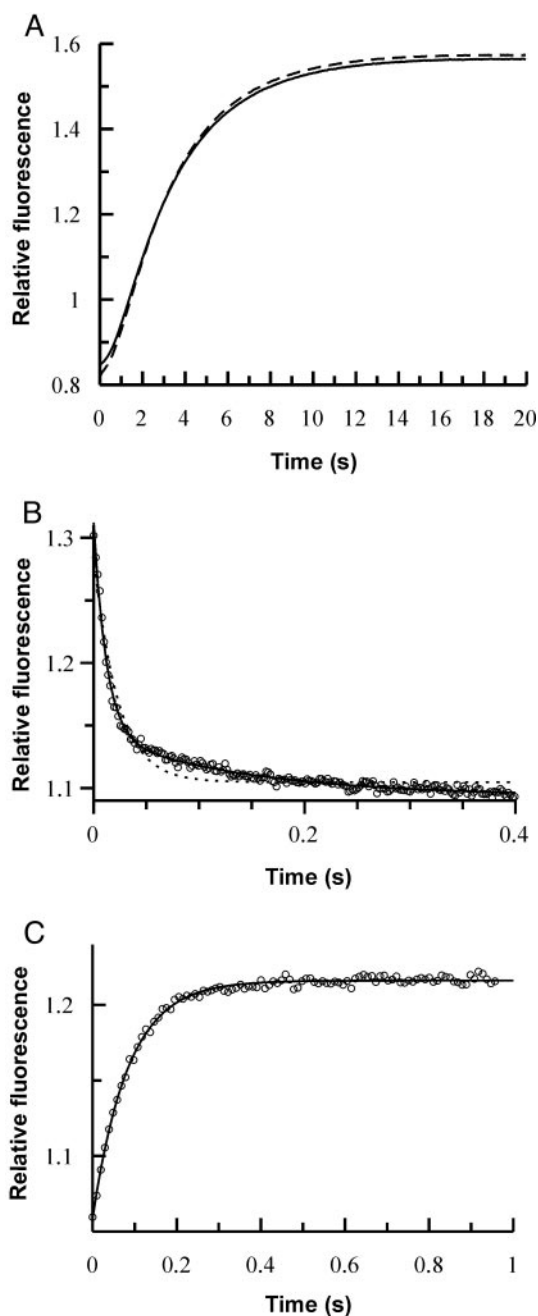 A
1.6
1.4
1.2
1
0.8
Relative fluorescence
0 2 4 6 8 10 12 14 16 18 20
Time (s)
B
1.3
1.2
1.1
Relative fluorescence
0 0.2 0.4
Time (s)
C
1.2
1.1
Relative fluorescence
0 0.2 0.4 0.6 0.8 1
Time (s)